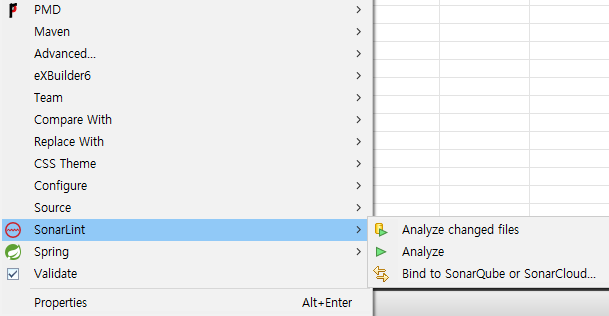 PMD
Maven
Advanced...
eXBuilder6
Team
Compare With
Replace With
CSS Theme
Configure
Source
SonarLint
Analyze changed files
Spring
Analyze
Validate
Bind to SonarQube or SonarCloud...
Properties Alt+Enter